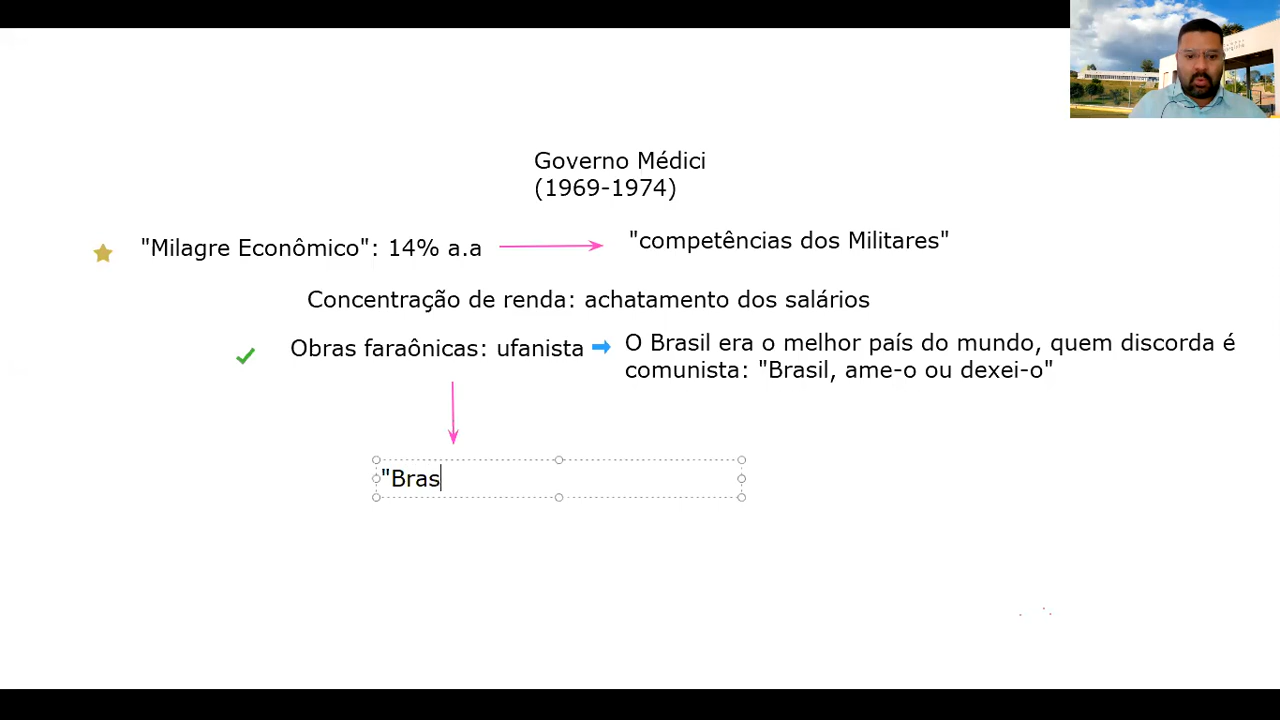 Governo Médici
(1969-1974)
"Milagre Econômico": 14% a.a
"competências dos Militares"
Concentração de renda: achatamento dos salários
Obras faraônicas: ufanista
O Brasil era o melhor país do mundo, quem discorda é
comunista: "Brasil, ame-o ou dexei-o"
"Bras